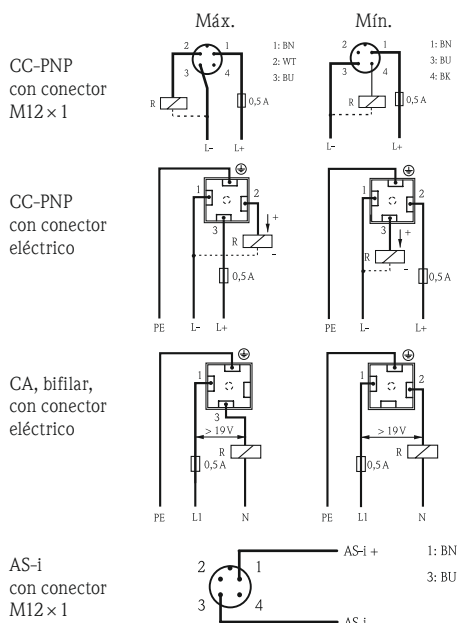 Máx.
Mín.
CC-PNP
con conector
M12×1
2
1
3
4
R
0,5 A
L-
L+
1: BN
2: WT
3: BU
2
1
3
4
R
0,5 A
L-
L+
1: BN
3: BU
4: BK
CC-PNP
con conector
eléctrico
1
2
3
+
R
-
0,5 A
PE
L-
L+
1
2
3
+
R
-
0,5 A
PE
L-
L+
CA, bifilar,
con conector
eléctrico
1
3
> 19V
R
0,5 A
PE
L1
N
1
2
> 19V
R
0,5 A
PE
L1
N
AS-i
con conector
M12×1
2
1
3
4
AS-i +
AS-i
1: BN
3: BU